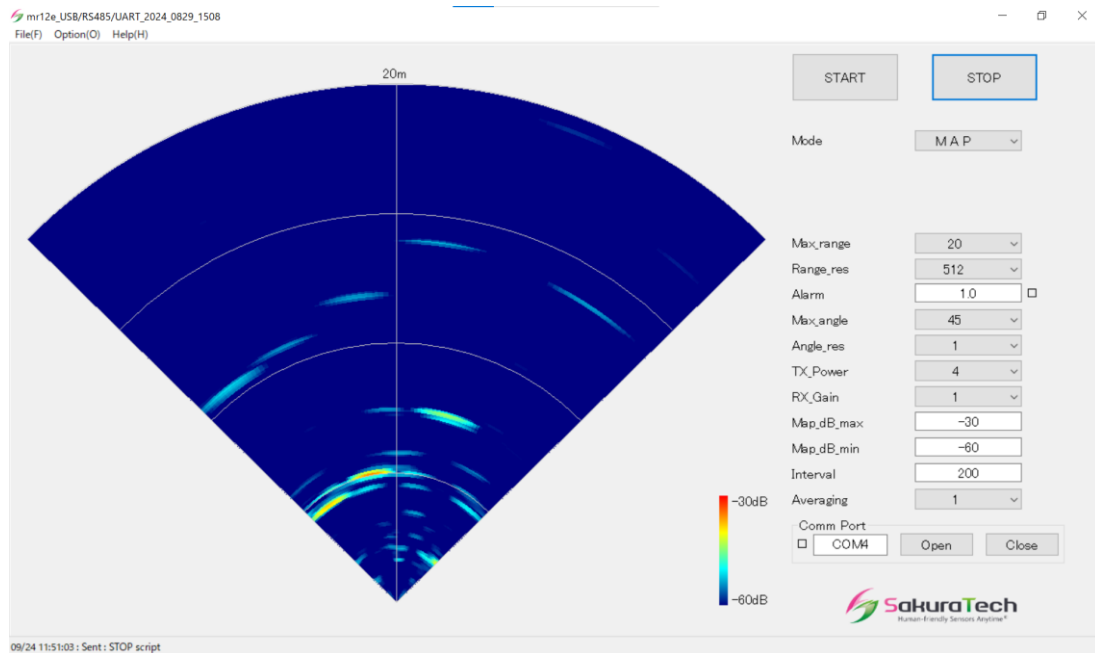 mr12e_USB/RS485/UART_2024_0829_1508
File(F) Option(O) Help(H)
20m
START STOP
Mode MAP
Max_range 20
Range_res 512
Alarm 1.0
Max_angle 45
Angle_res 1
TX_Power 4
RX_Gain 1
Map_dB_max -30
Map_dB_min -60
Interval 200
Averaging 1
-30dB
-60dB
Comm Port
COM4 Open Close
SakuraTech
Human-Friendly Sensors Anytime®
09/24 11:51:03 : Sent : STOP script